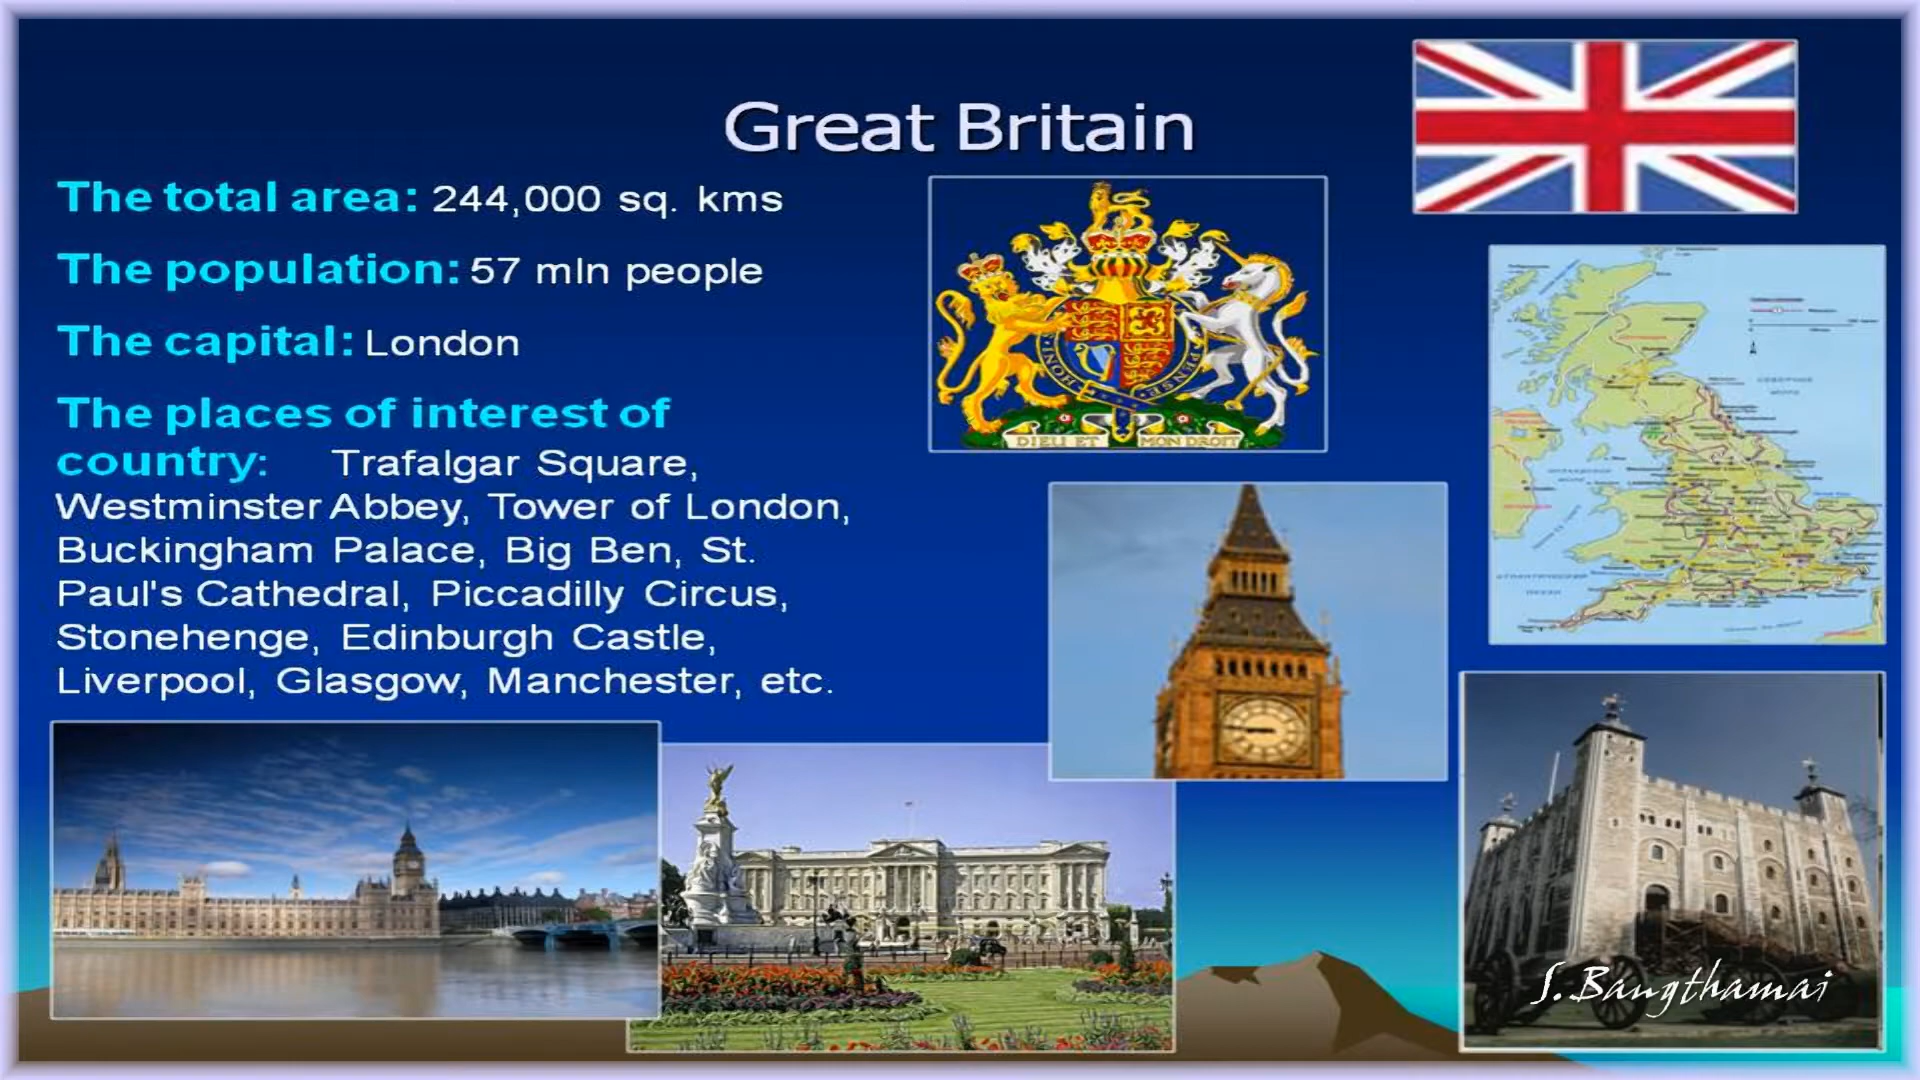 Great Britain
The total area: 244,000 sq. kms
The population: 57 mln people
The capital: London
The places of interest of
country: Trafalgar Square,
Westminster Abbey, Tower of London,
Buckingham Palace, Big Ben, St.
Paul's Cathedral, Piccadilly Circus,
Stonehenge, Edinburgh Castle,
Liverpool, Glasgow, Manchester, etc.
HONI PENSE
DIEU ET MON DROIT
S. Bangthamai